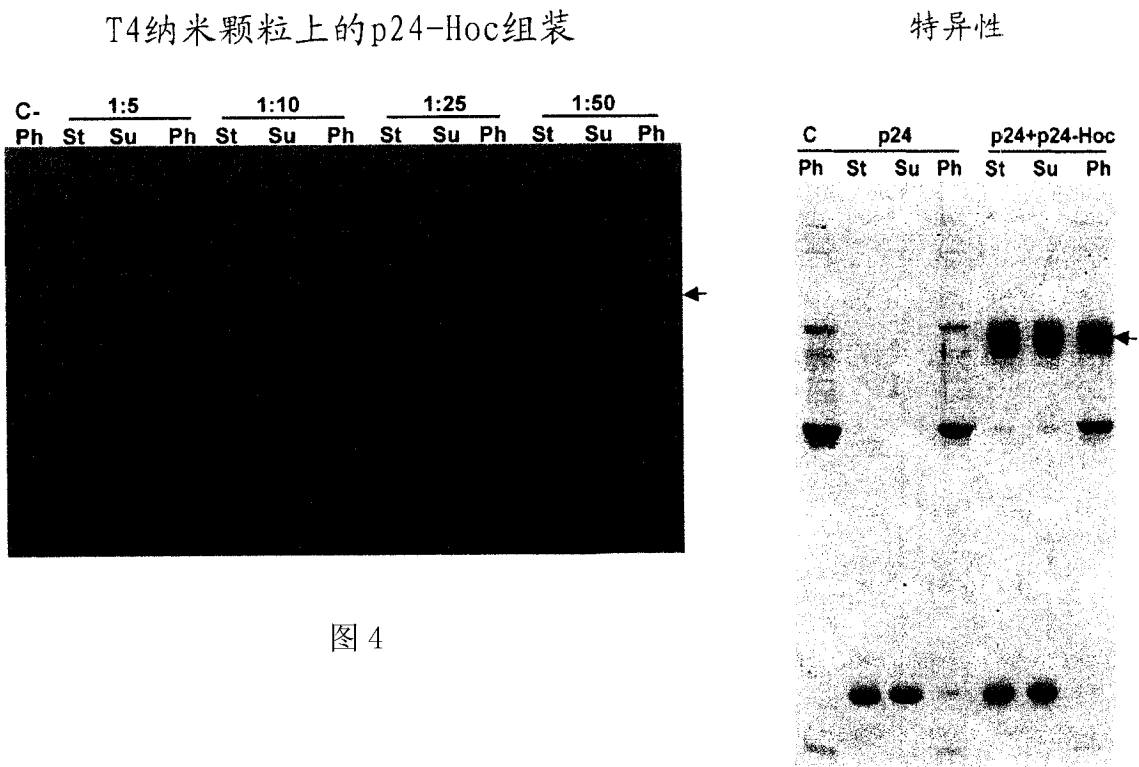 T4纳米颗粒上的p24-Hoc组装
C- 1:5 1:10 1:25 1:50
Ph St Su Ph St Su Ph St Su Ph St Su Ph
图 4
特异性
C p24 p24+p24-Hoc
Ph St Su Ph St Su Ph